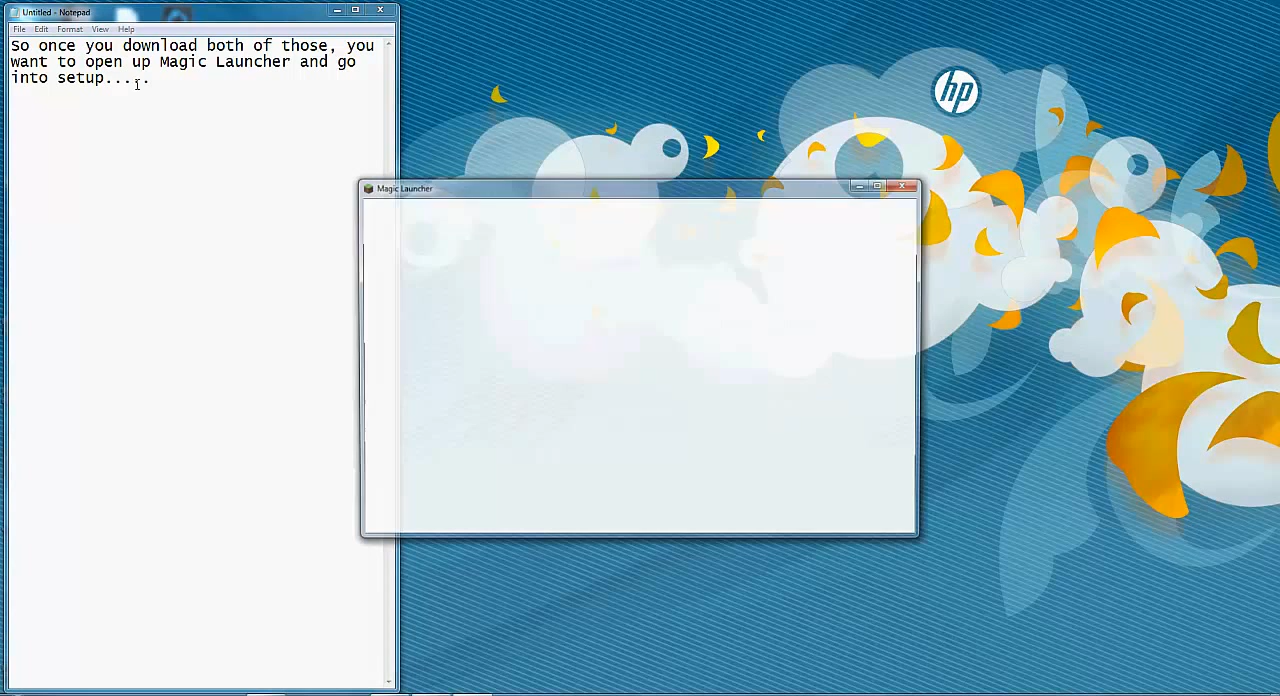 Untitled - Notepad
File Edit Format View Help
So once you download both of those, you
want to open up Magic Launcher and go
into setup.....
hp
Magic Launcher